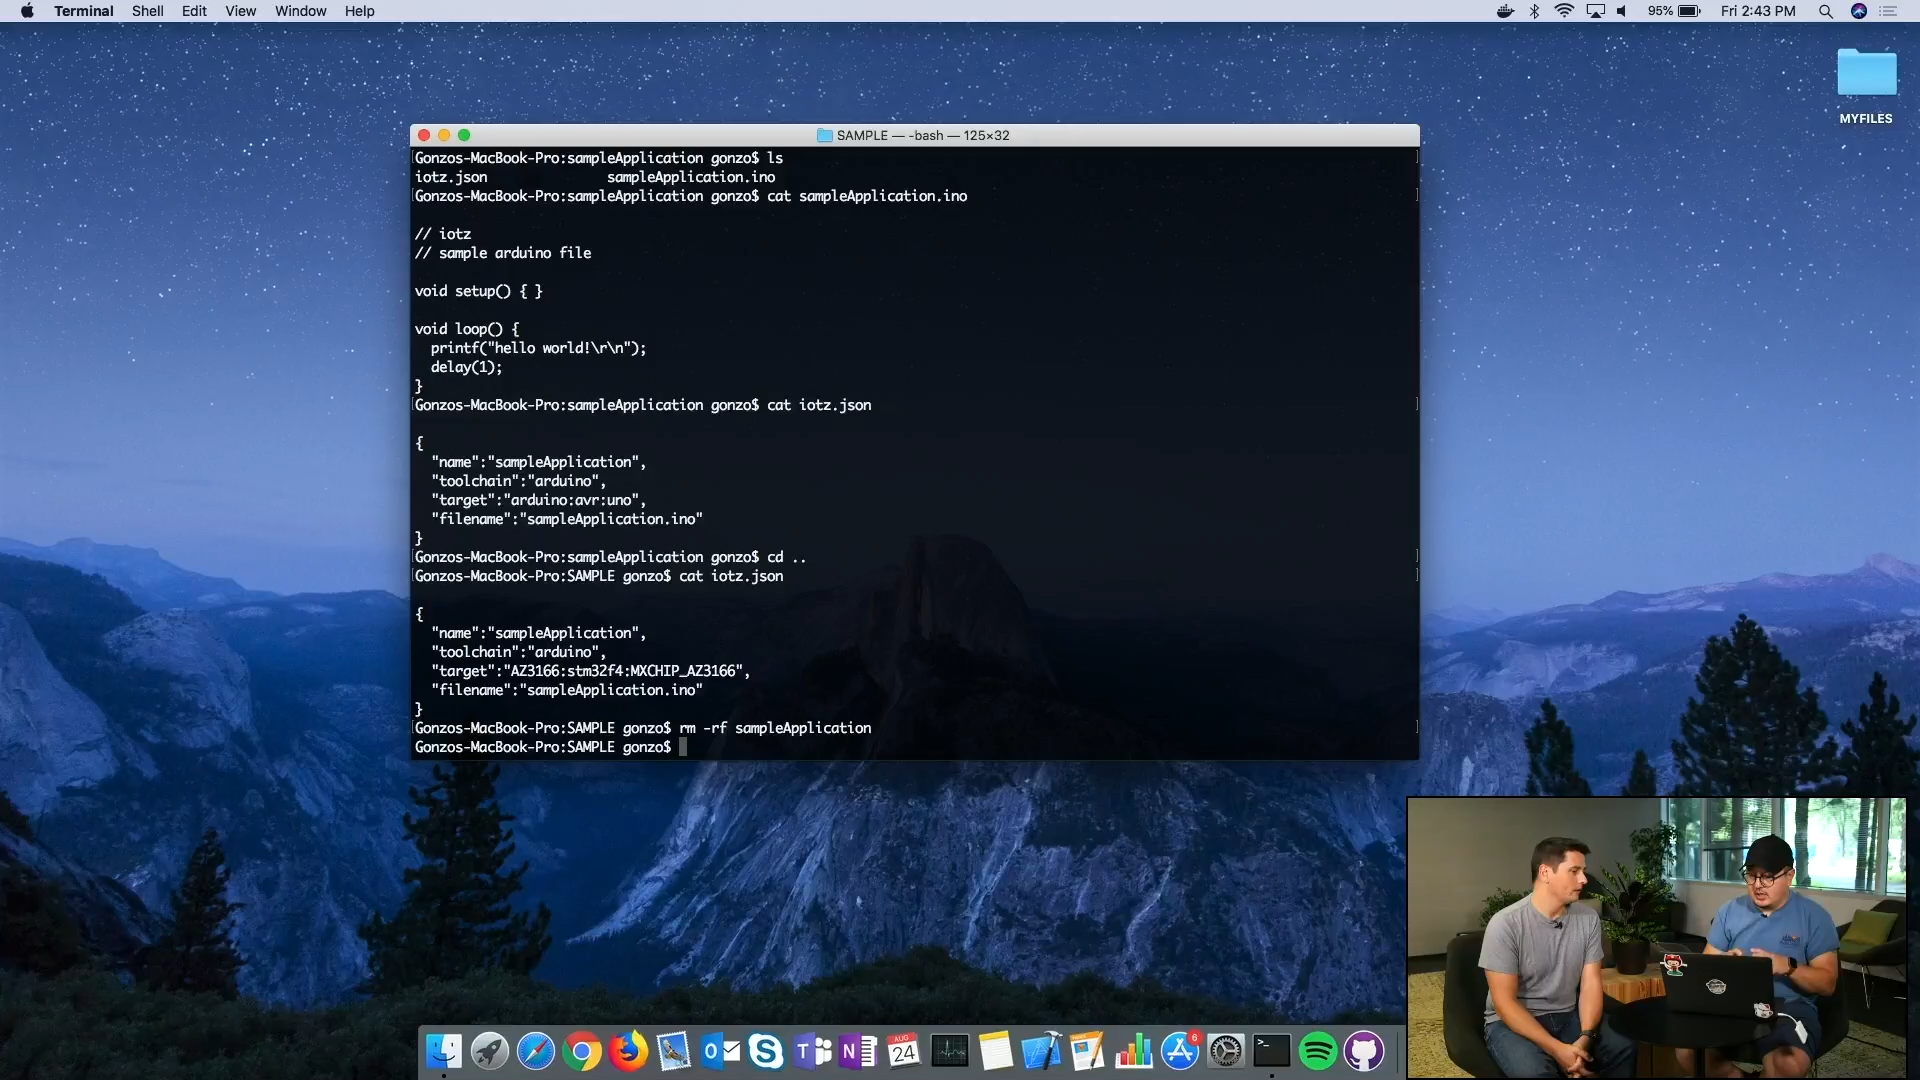 Terminal Shell Edit View Window Help 95% Fri 2:43 PM
MYFILES
SAMPLE — -bash — 125×32
Gonzos-MacBook-Pro:sampleApplication gonzo$ ls
iotz.json sampleApplication.ino
Gonzos-MacBook-Pro:sampleApplication gonzo$ cat sampleApplication.ino
// iotz
// sample arduino file
void setup() { }
void loop() {
printf("hello world!\r\n");
delay(1);
}
Gonzos-MacBook-Pro:sampleApplication gonzo$ cat iotz.json
{
"name":"sampleApplication",
"toolchain":"arduino",
"target":"arduino:avr:uno",
"filename":"sampleApplication.ino"
}
Gonzos-MacBook-Pro:sampleApplication gonzo$ cd ..
Gonzos-MacBook-Pro:SAMPLE gonzo$ cat iotz.json
{
"name":"sampleApplication",
"toolchain":"arduino",
"target":"AZ3166:stm32f4:MXCHIP_AZ3166",
"filename":"sampleApplication.ino"
}
Gonzos-MacBook-Pro:SAMPLE gonzo$ rm -rf sampleApplication
Gonzos-MacBook-Pro:SAMPLE gonzo$
AUG
24
6